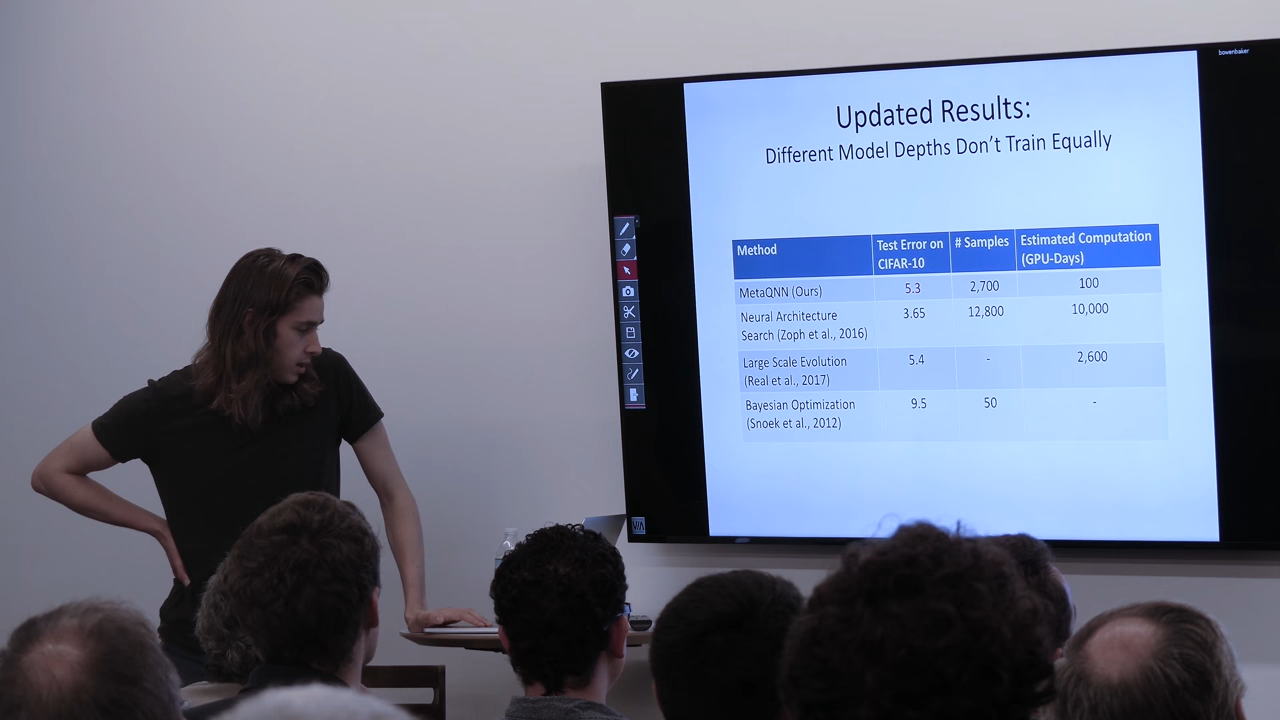 bowenbaker
Updated Results:
Different Model Depths Don't Train Equally
Method Test Error on CIFAR-10 # Samples Estimated Computation (GPU-Days)
MetaQNN (Ours) 5.3 2,700 100
Neural Architecture Search (Zoph et al., 2016) 3.65 12,800 10,000
Large Scale Evolution (Real et al., 2017) 5.4 - 2,600
Bayesian Optimization (Snoek et al., 2012) 9.5 50 -
VIA